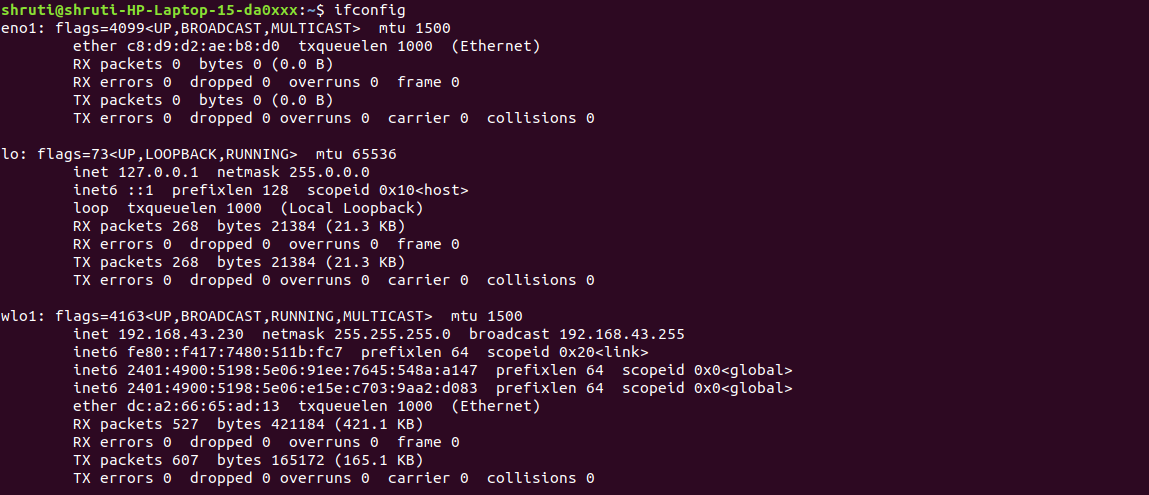 shruti@shruti-HP-Laptop-15-da0xxx:~$ ifconfig
eno1: flags=4099<UP,BROADCAST,MULTICAST>  mtu 1500
        ether c8:d9:d2:ae:b8:d0  txqueuelen 1000  (Ethernet)
        RX packets 0  bytes 0 (0.0 B)
        RX errors 0  dropped 0  overruns 0  frame 0
        TX packets 0  bytes 0 (0.0 B)
        TX errors 0  dropped 0 overruns 0  carrier 0  collisions 0

lo: flags=73<UP,LOOPBACK,RUNNING>  mtu 65536
        inet 127.0.0.1  netmask 255.0.0.0
        inet6 ::1  prefixlen 128  scopeid 0x10<host>
        loop  txqueuelen 1000  (Local Loopback)
        RX packets 268  bytes 21384 (21.3 KB)
        RX errors 0  dropped 0  overruns 0  frame 0
        TX packets 268  bytes 21384 (21.3 KB)
        TX errors 0  dropped 0 overruns 0  carrier 0  collisions 0

wlo1: flags=4163<UP,BROADCAST,RUNNING,MULTICAST>  mtu 1500
        inet 192.168.43.230  netmask 255.255.255.0  broadcast 192.168.43.255
        inet6 fe80::f417:7480:511b:fc7  prefixlen 64  scopeid 0x20<link>
        inet6 2401:4900:5198:5e06:91ee:7645:548a:a147  prefixlen 64  scopeid 0x0<global>
        inet6 2401:4900:5198:5e06:e15e:c703:9aa2:d083  prefixlen 64  scopeid 0x0<global>
        ether dc:a2:66:65:ad:13  txqueuelen 1000  (Ethernet)
        RX packets 527  bytes 421184 (421.1 KB)
        RX errors 0  dropped 0  overruns 0  frame 0
        TX packets 607  bytes 165172 (165.1 KB)
        TX errors 0  dropped 0 overruns 0  carrier 0  collisions 0